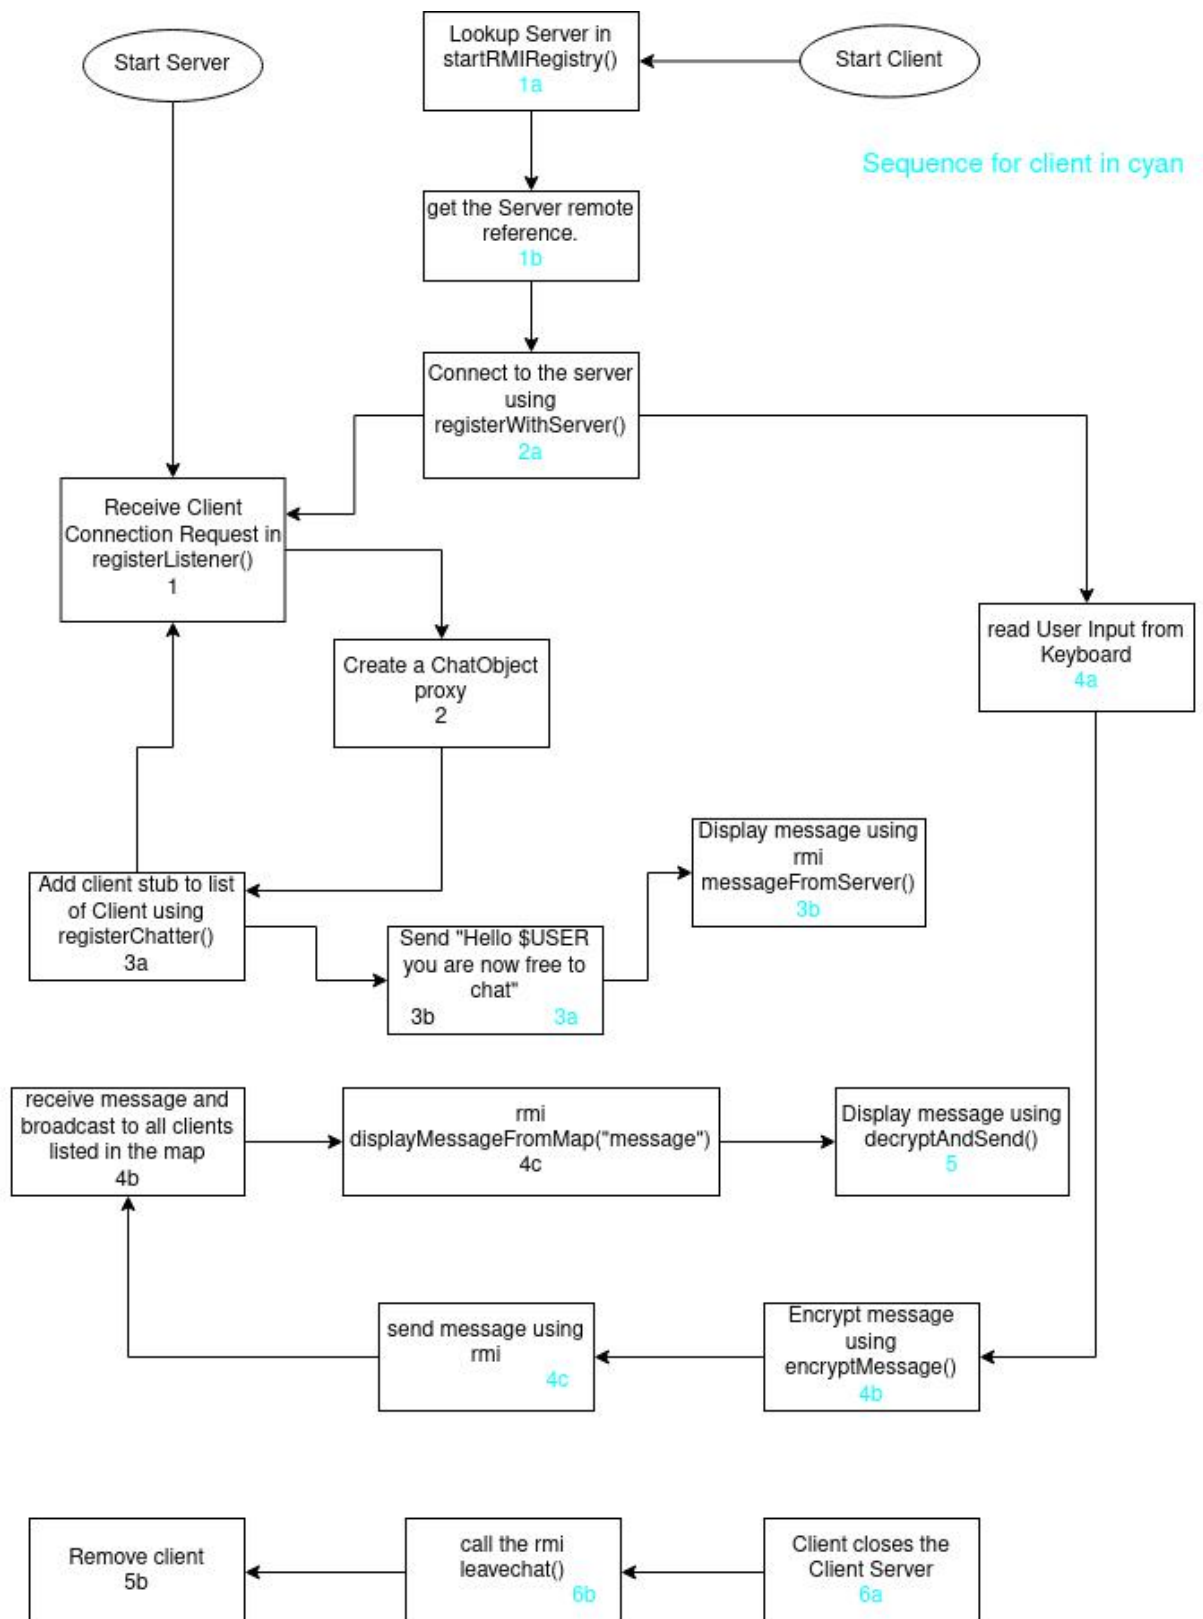 Start Server
Lookup Server in
startRMIRegistry()
1a
Start Client
Sequence for client in cyan
get the Server remote
reference.
1b
Connect to the server
using
registerWithServer()
2a
Receive Client
Connection Request in
registerListener()
1
read User Input from
Keyboard
4a
Create a ChatObject
proxy
2
Display message using
rmi
messageFromServer()
3b
Add client stub to list
of Client using
registerChatter()
3a
Send "Hello $USER
you are now free to
chat"
3b 3a
receive message and
broadcast to all clients
listed in the map
4b
rmi
displayMessageFromMap("message")
4c
Display message using
decryptAndSend()
5
send message using
rmi
4c
Encrypt message
using
encryptMessage()
4b
Remove client
5b
call the rmi
leavechat()
6b
Client closes the
Client Server
6a